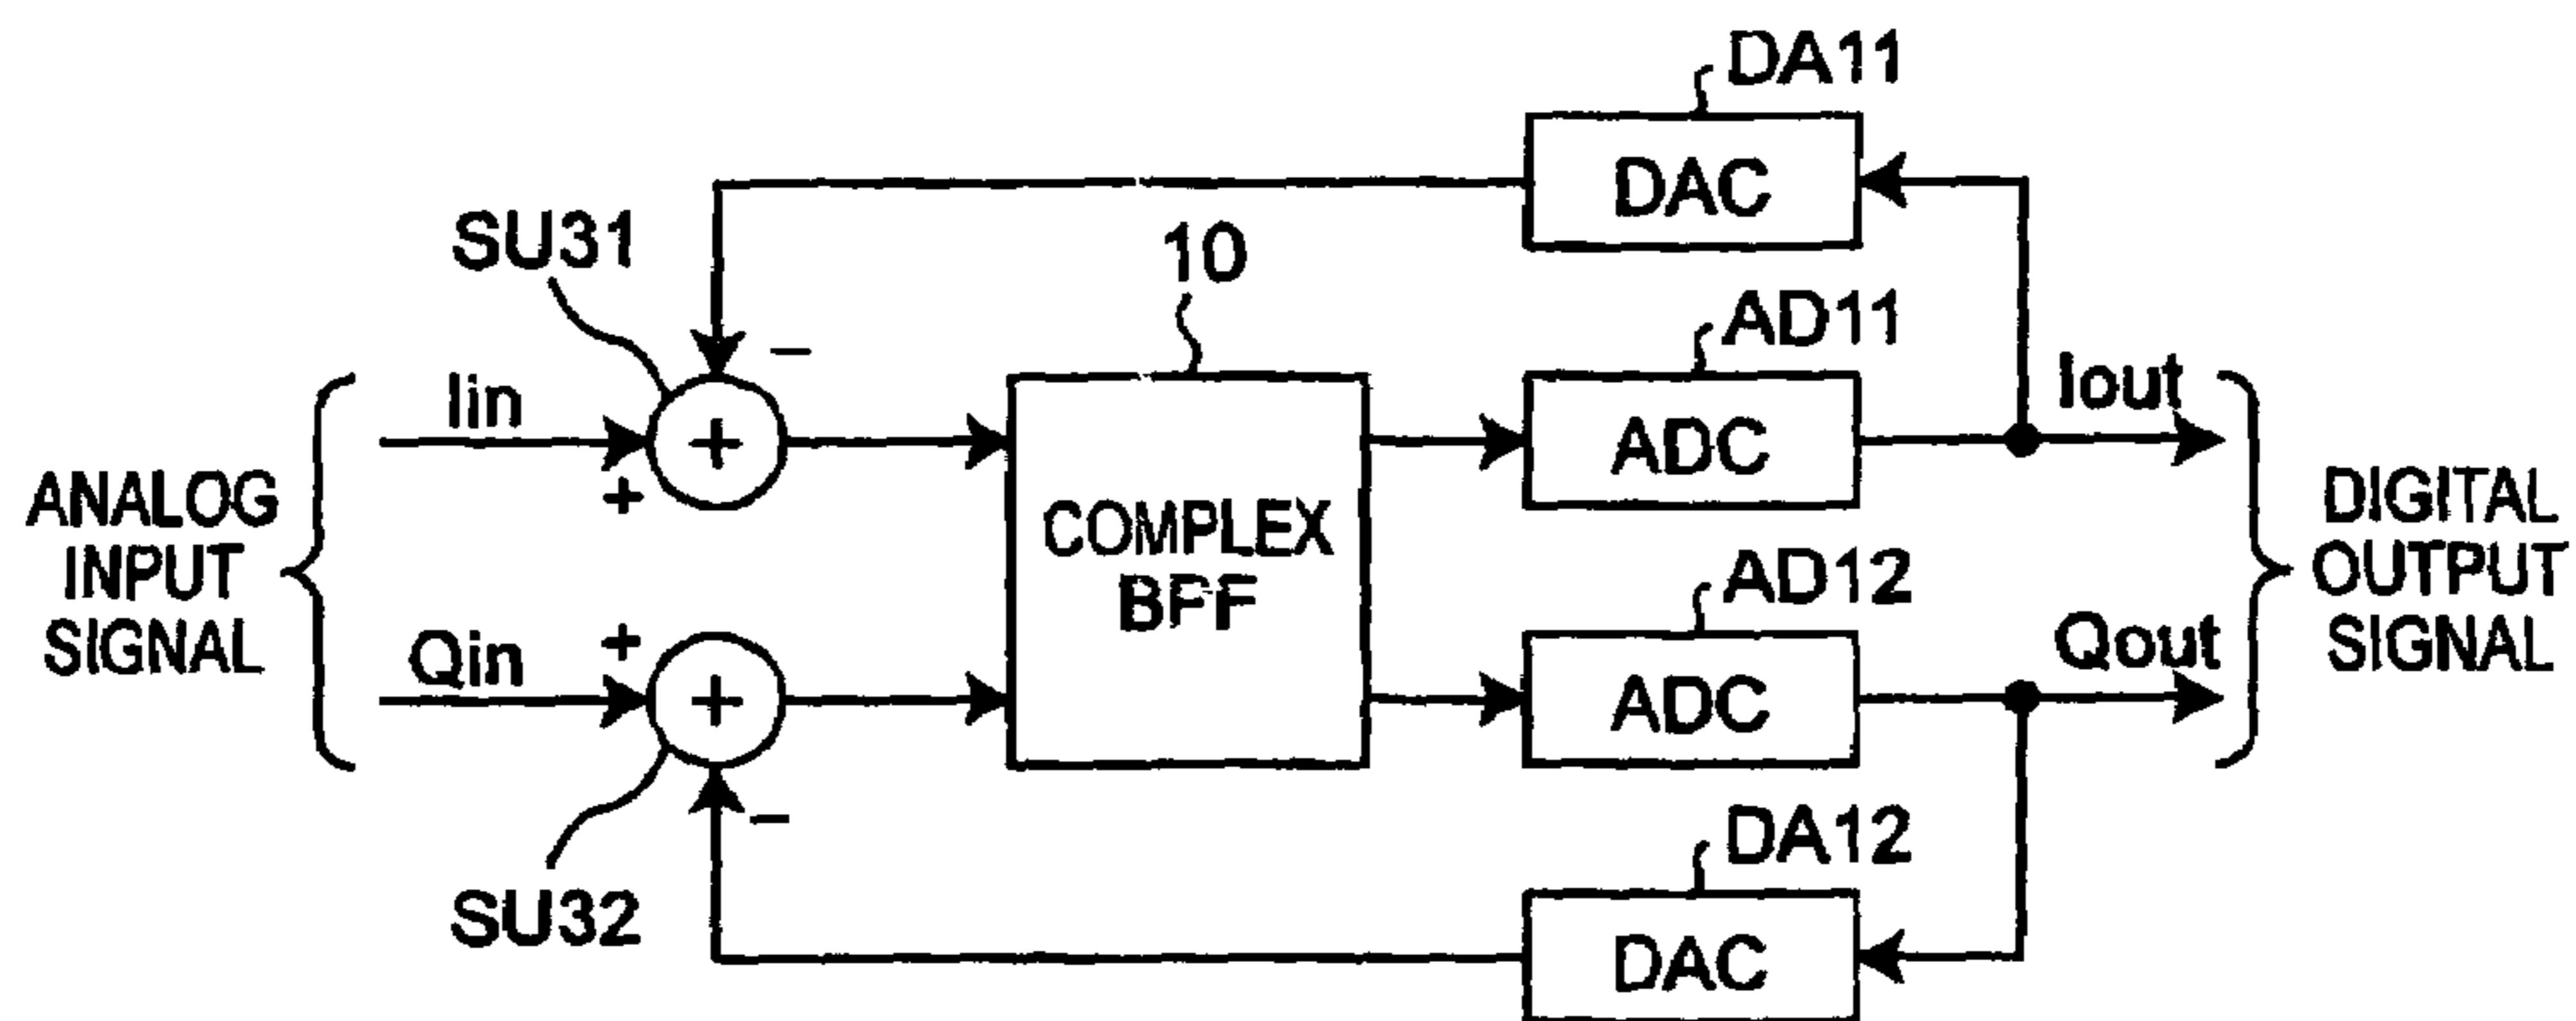 DA11
DAC
SU31
10
AD11
−
Iin
+
+
ADC
Iout
ANALOG
INPUT
SIGNAL
COMPLEX
BPF
DIGITAL
OUTPUT
SIGNAL
AD12
Qin
+
+
ADC
Qout
−
DA12
SU32
DAC